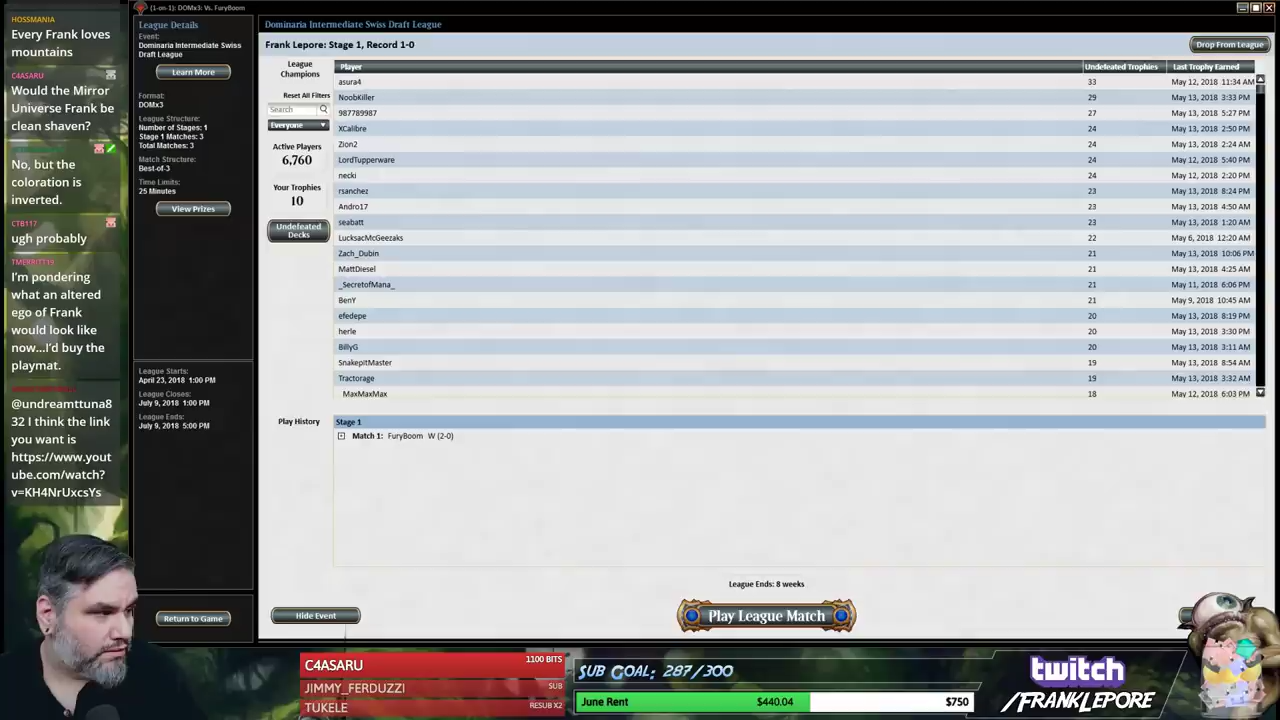 HOSSMANIA
Every Frank loves
mountains
C4ASARU
Would the Mirror
Universe Frank be
clean shaven?
No, but the
coloration is
inverted.
CTB117
ugh probably
TMERRITT13
I'm pondering
what an altered
ego of Frank
would look like
now...I'd buy the
playmat.
@undreamttuna8
32 I think the link
you want is
https://www.yout
ube.com/watch?
v=KH4NrUxcsYs
(1-on-1): DOMx3: Vs. FuryBoom
League Details
Event:
Dominaria Intermediate Swiss
Draft League
Learn More
Format:
DOMx3
League Structure:
Number of Stages: 1
Stage 1 Matches: 3
Total Matches: 3
Match Structure:
Best-of-3
Time Limits:
25 Minutes
View Prizes
League Starts:
April 23, 2018 1:00 PM
League Closes:
July 9, 2018 1:00 PM
League Ends:
July 9, 2018 5:00 PM
Return to Game
Dominaria Intermediate Swiss Draft League
Frank Lepore: Stage 1, Record 1-0
Drop From League
League
Champions
Reset All Filters
Search
Everyone
Active Players
6,760
Your Trophies
10
Undefeated
Decks
Player Undefeated Trophies Last Trophy Earned
asura4 33 May 12, 2018 11:34 AM
NoobKiller 29 May 13, 2018 3:33 PM
987789987 27 May 13, 2018 5:27 PM
XCalibre 24 May 13, 2018 2:50 PM
Zion2 24 May 13, 2018 2:24 AM
LordTupperware 24 May 12, 2018 5:40 PM
necki 24 May 12, 2018 2:20 PM
rsanchez 23 May 13, 2018 8:24 PM
Andro17 23 May 13, 2018 4:50 AM
seabatt 23 May 13, 2018 1:20 AM
LucksacMcGeezaks 22 May 6, 2018 12:20 AM
Zach_Dubin 21 May 13, 2018 10:06 PM
MattDiesel 21 May 13, 2018 4:25 AM
_SecretofMana_ 21 May 11, 2018 6:06 PM
BenY 21 May 9, 2018 10:45 AM
efedepe 20 May 13, 2018 8:19 PM
herle 20 May 13, 2018 3:30 PM
BillyG 20 May 13, 2018 3:11 AM
SnakepitMaster 19 May 13, 2018 8:54 AM
Tractorage 19 May 13, 2018 3:32 AM
MaxMaxMax 18 May 12, 2018 6:03 PM
Play History
Stage 1
Match 1: FuryBoom W (2-0)
League Ends: 8 weeks
Hide Event
Play League Match
C4ASARU 1100 BITS
JIMMY_FERDUZZI SUB
TUKELE RESUB X2
SUB GOAL: 287/300
June Rent $440.04 $750
twitch
/FRANKLEPORE